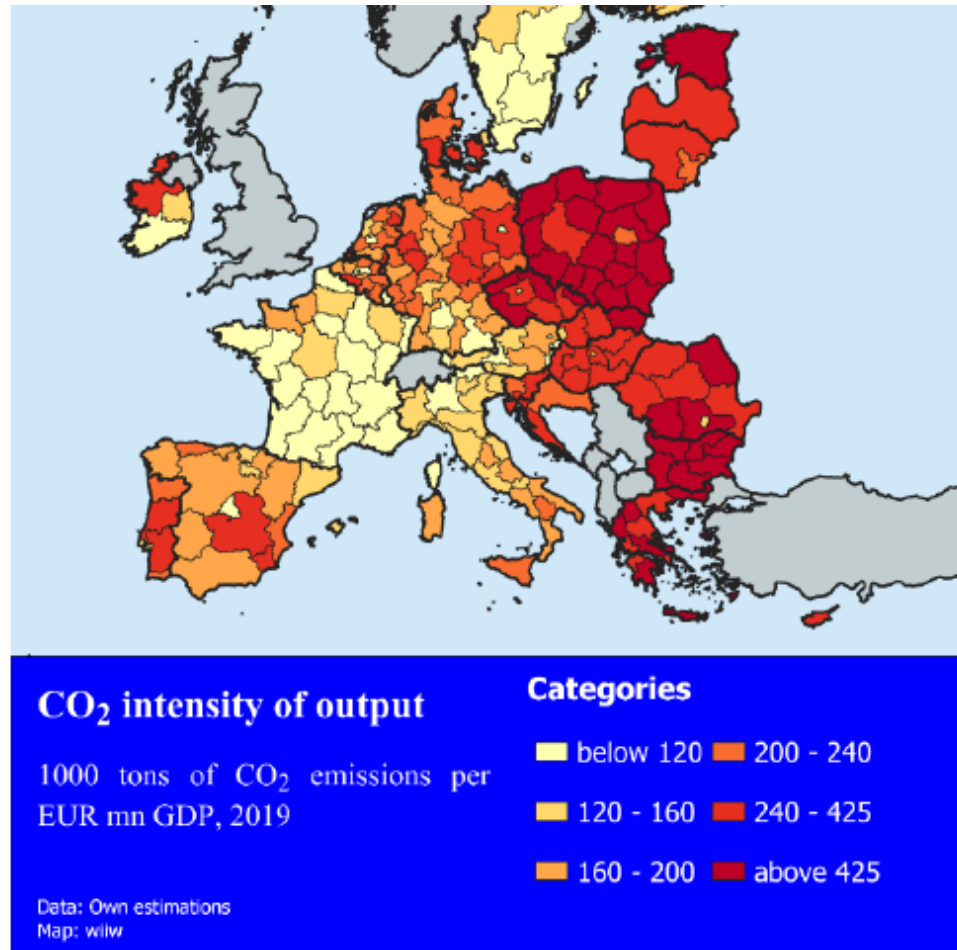 CO₂ intensity of output
1000 tons of CO₂ emissions per
EUR mn GDP, 2019
Data: Own estimations
Map: wiiw
Categories
below 120
200 - 240
120 - 160
240 - 425
160 - 200
above 425